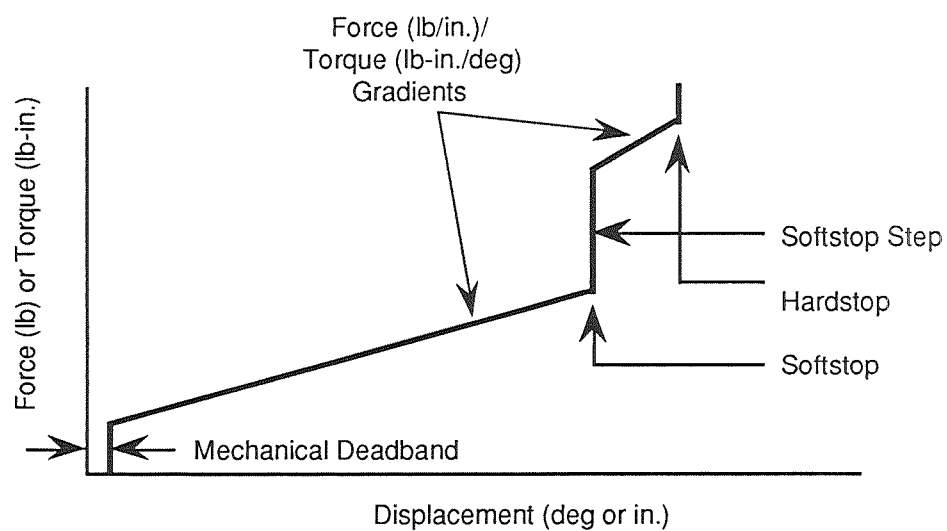 Force (lb/in.)/
Torque (lb-in./deg)
Gradients
Force (lb) or Torque (lb-in.)
Softstop Step
Hardstop
Softstop
Mechanical Deadband
Displacement (deg or in.)